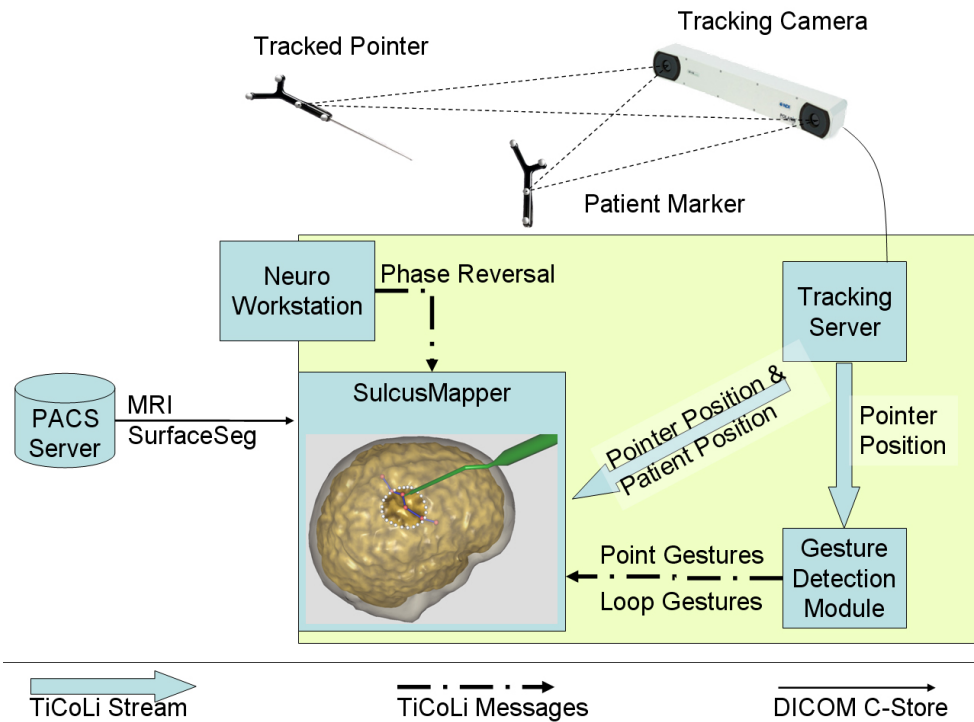 Tracking Camera
Tracked Pointer
Patient Marker
Neuro
Workstation
Phase Reversal
Tracking
Server
SulcusMapper
PACS
Server
MRI
SurfaceSeg
Pointer Position &
Patient Position
Pointer
Position
Point Gestures
Loop Gestures
Gesture
Detection
Module
TiCoLi Stream
TiCoLi Messages
DICOM C-Store